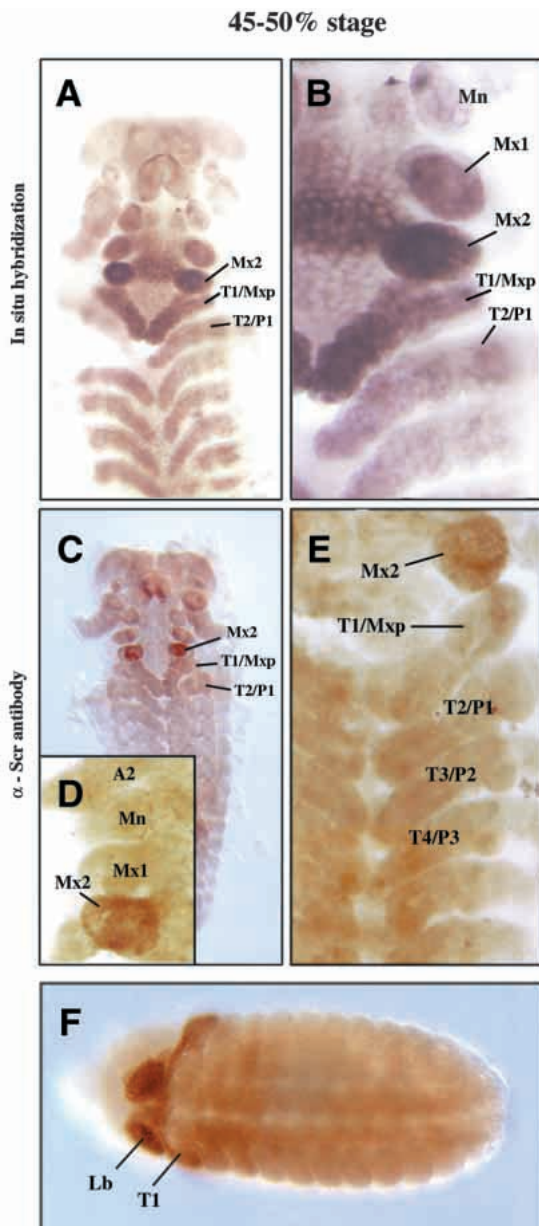 45-50% stage
In situ hybridization
A
Mx2
T1/Mxp
T2/P1
B
Mn
Mx1
Mx2
T1/Mxp
T2/P1
α - Scr antibody
C
Mx2
T1/Mxp
T2/P1
D
A2
Mn
Mx1
Mx2
E
Mx2
T1/Mxp
T2/P1
T3/P2
T4/P3
F
Lb
T1